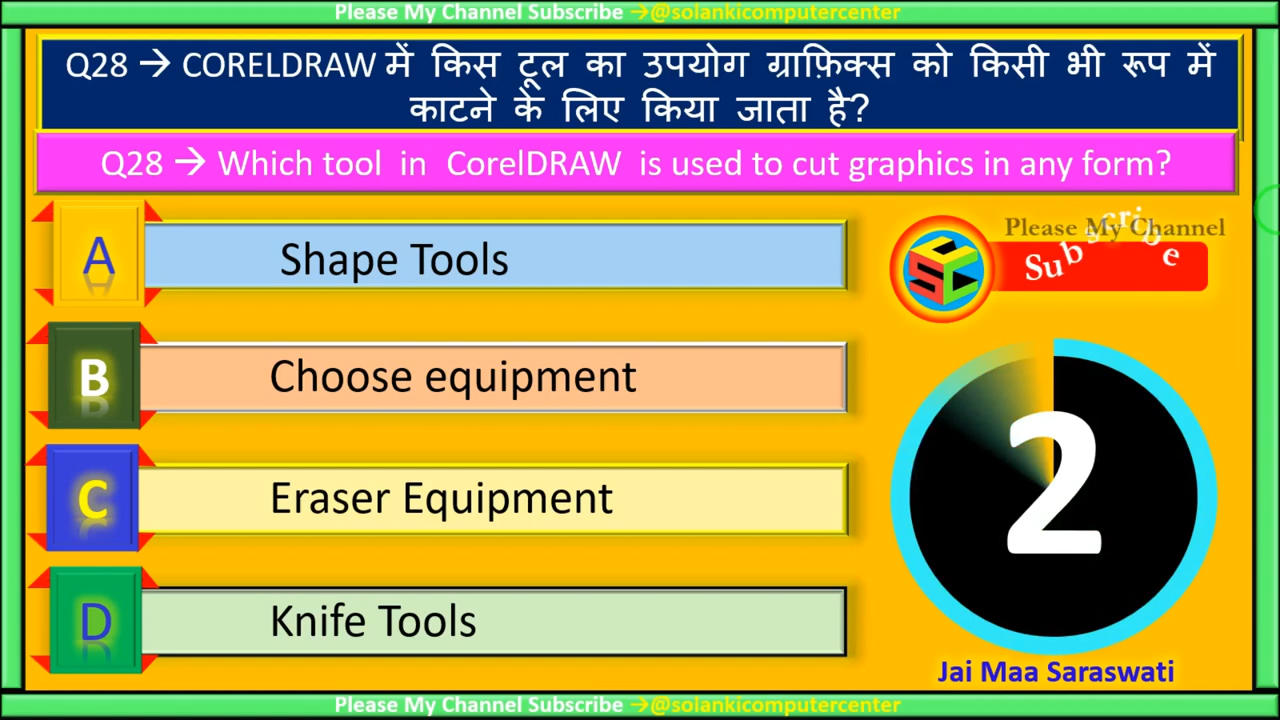 Please My Channel Subscribe →@solankicomputercenter
Q28 → CORELDRAW में किस टूल का उपयोग ग्राफ़िक्स को किसी भी रूप में
काटने के लिए किया जाता है?
Q28 → Which tool in CorelDRAW is used to cut graphics in any form?
A Shape Tools
Please My Channel
Subscribe
SCC
B Choose equipment
C Eraser Equipment
2
D Knife Tools
Jai Maa Saraswati
Please My Channel Subscribe →@solankicomputercenter